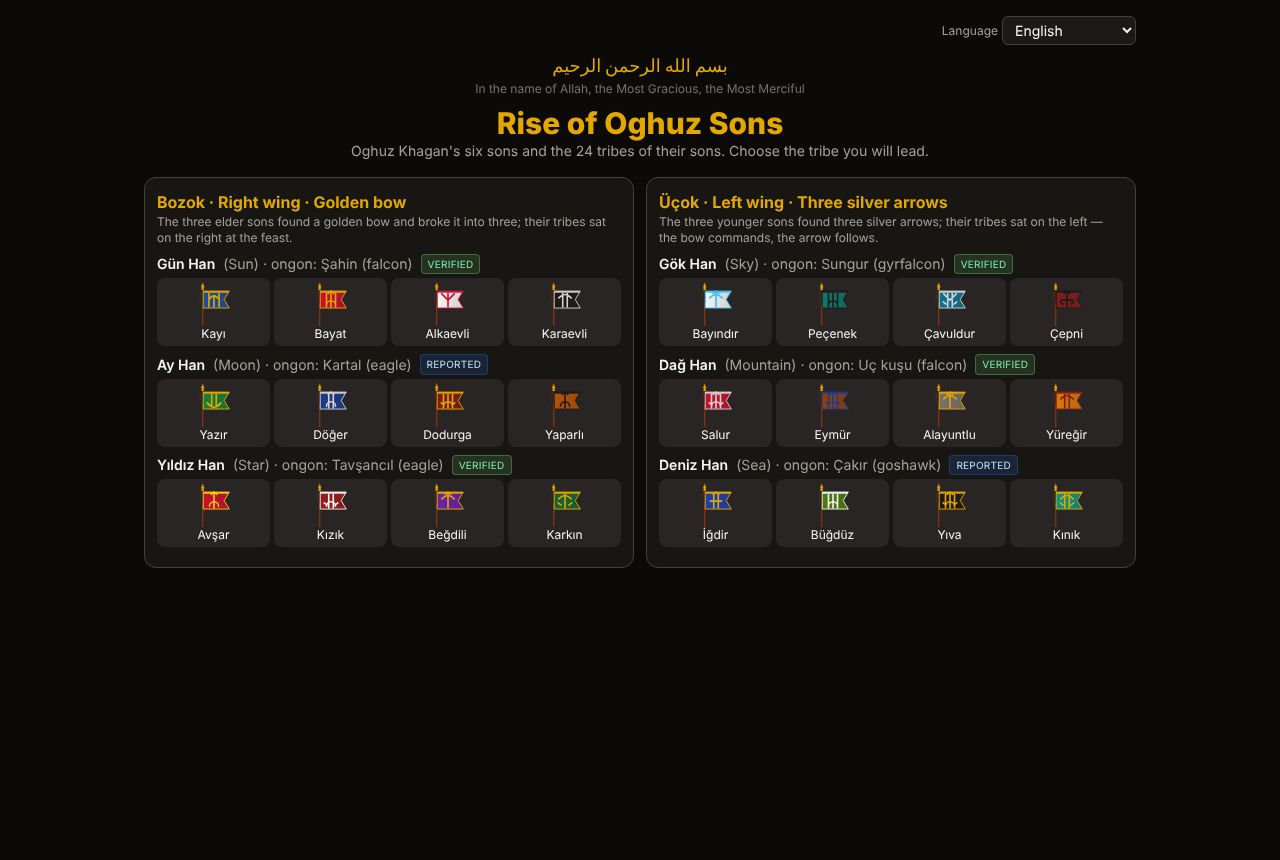 Language English
بسم الله الرحمن الرحيم
In the name of Allah, the Most Gracious, the Most Merciful
Rise of Oghuz Sons
Oghuz Khagan's six sons and the 24 tribes of their sons. Choose the tribe you will lead.
Bozok · Right wing · Golden bow
The three elder sons found a golden bow and broke it into three; their tribes sat
on the right at the feast.
Gün Han (Sun) · ongon: Şahin (falcon) VERIFIED
Kayı Bayat Alkaevli Karaevli
Ay Han (Moon) · ongon: Kartal (eagle) REPORTED
Yazır Döğer Dodurga Yaparlı
Yıldız Han (Star) · ongon: Tavşancıl (eagle) VERIFIED
Avşar Kızık Beğdili Karkın
Üçok · Left wing · Three silver arrows
The three younger sons found three silver arrows; their tribes sat on the left —
the bow commands, the arrow follows.
Gök Han (Sky) · ongon: Sungur (gyrfalcon) VERIFIED
Bayındır Peçenek Çavuldur Çepni
Dağ Han (Mountain) · ongon: Uç kuşu (falcon) VERIFIED
Salur Eymür Alayuntlu Yüreğir
Deniz Han (Sea) · ongon: Çakır (goshawk) REPORTED
İğdir Büğdüz Yıva Kınık